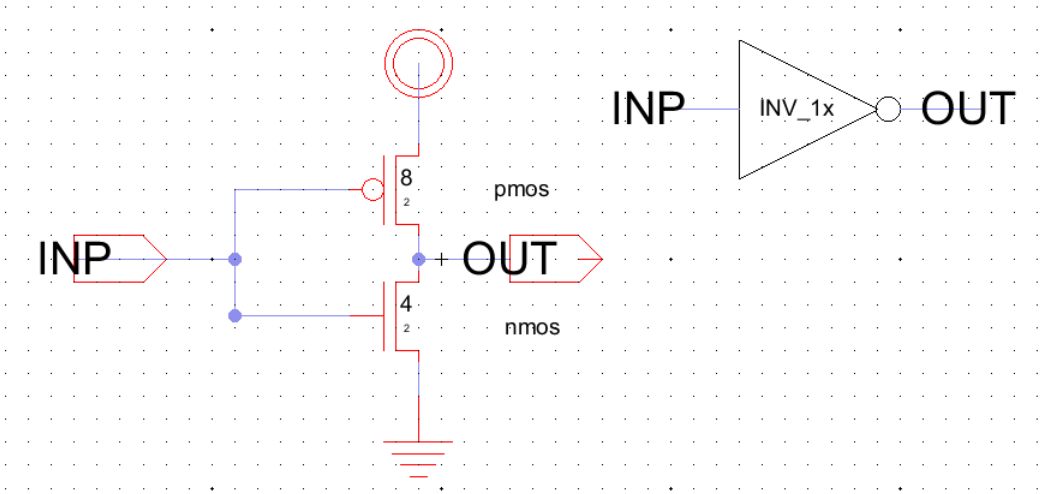 INP
INV_1x
OUT
8
2
pmos
INP
OUT
4
2
nmos